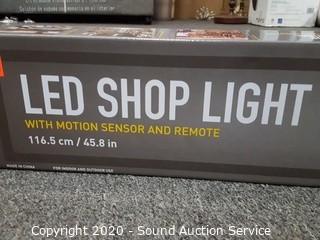 LED SHOP LIGHT
WITH MOTION SENSOR AND REMOTE
116.5 cm / 45.8 in
MADE IN CHINA
FOR INDOOR AND OUTDOOR USE
Copyright 2020 - Sound Auction Service